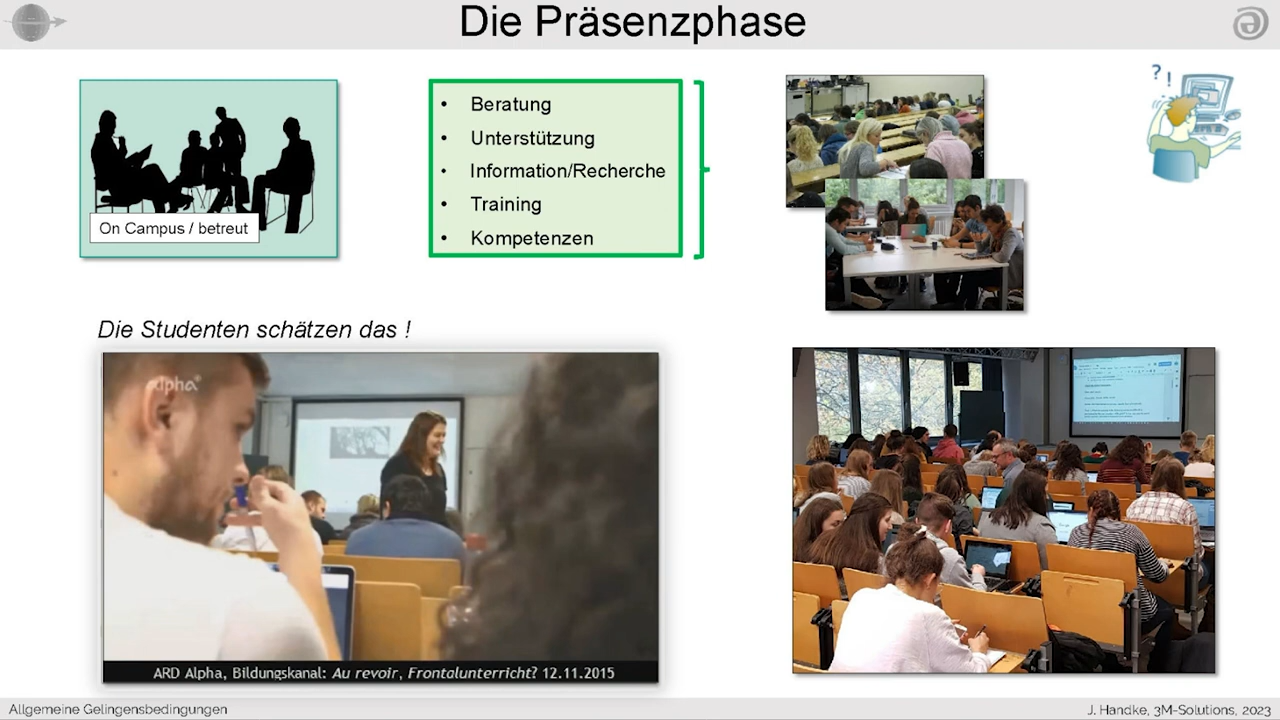 Die Präsenzphase
On Campus / betreut
• Beratung
• Unterstützung
• Information/Recherche
• Training
• Kompetenzen
? !
Die Studenten schätzen das !
alpha
ARD Alpha, Bildungskanal: Au revoir, Frontalunterricht? 12.11.2015
Allgemeine Gelingensbedingungen
J. Handke, 3M-Solutions, 2023